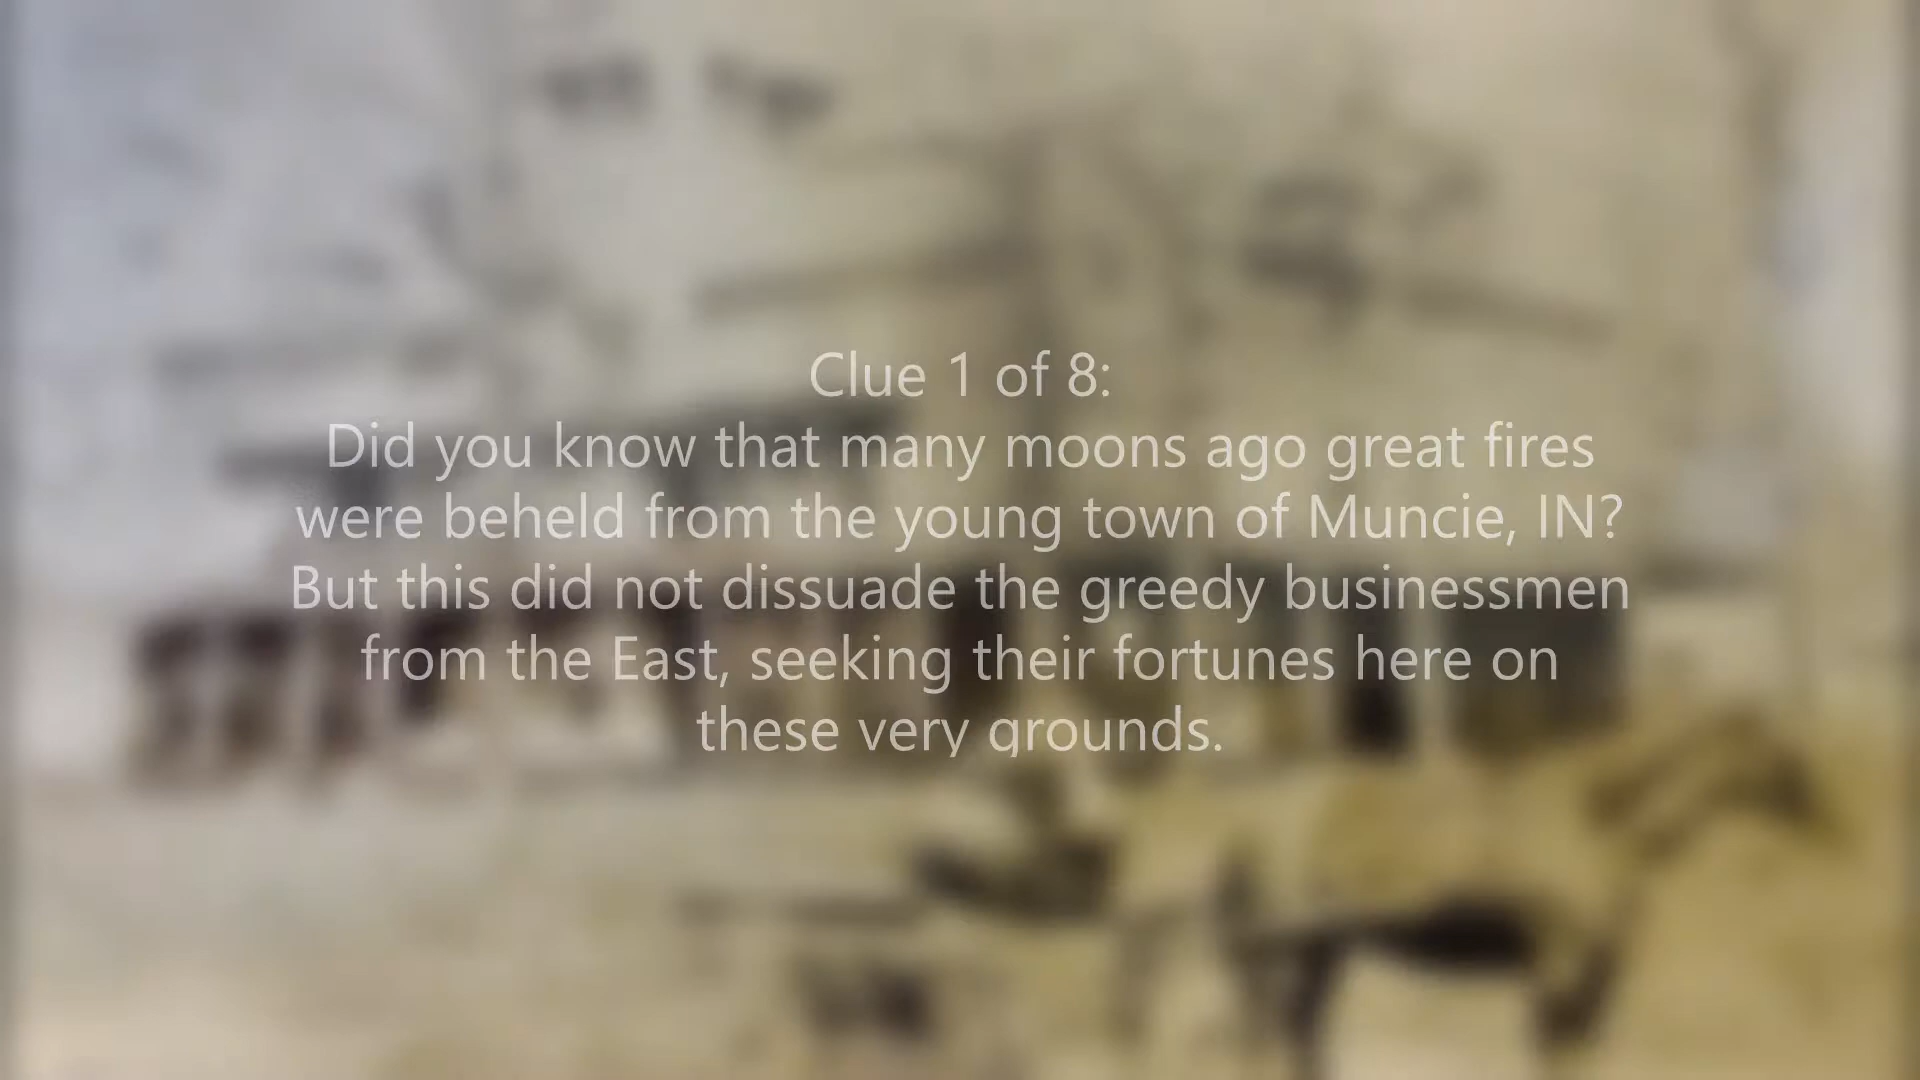 Clue 1 of 8:
Did you know that many moons ago great fires
were beheld from the young town of Muncie, IN?
But this did not dissuade the greedy businessmen
from the East, seeking their fortunes here on
these very grounds.